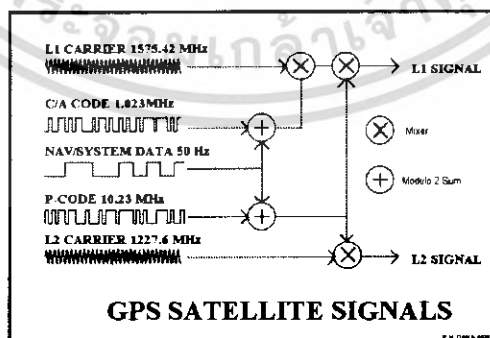 L1 CARRIER 1575.42 MHz
L1 SIGNAL
C/A CODE 1.023MHz
Mixer
NAV/SYSTEM DATA 50 Hz
Modulo 2 Sum
P-CODE 10.23 MHz
L2 CARRIER 1227.6 MHz
L2 SIGNAL
GPS SATELLITE SIGNALS